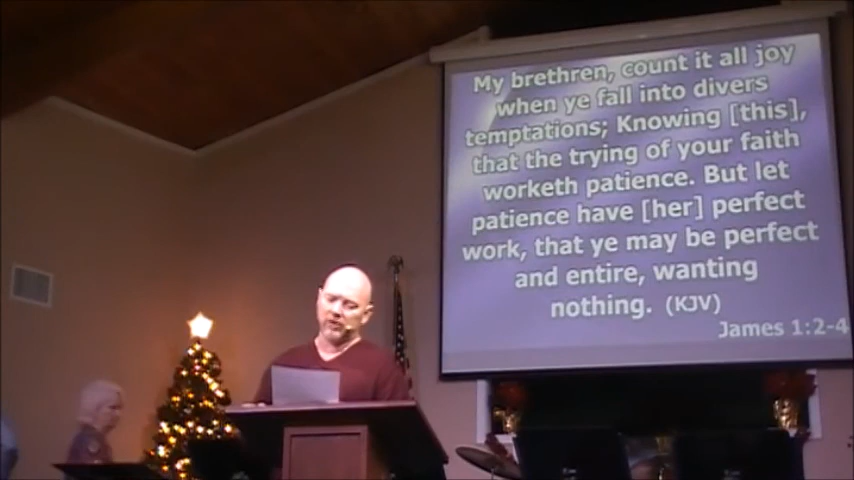 My brethren, count it all joy
when ye fall into divers
temptations; Knowing [this],
that the trying of your faith
worketh patience. But let
patience have [her] perfect
work, that ye may be perfect
and entire, wanting
nothing. (KJV)
James 1:2-4